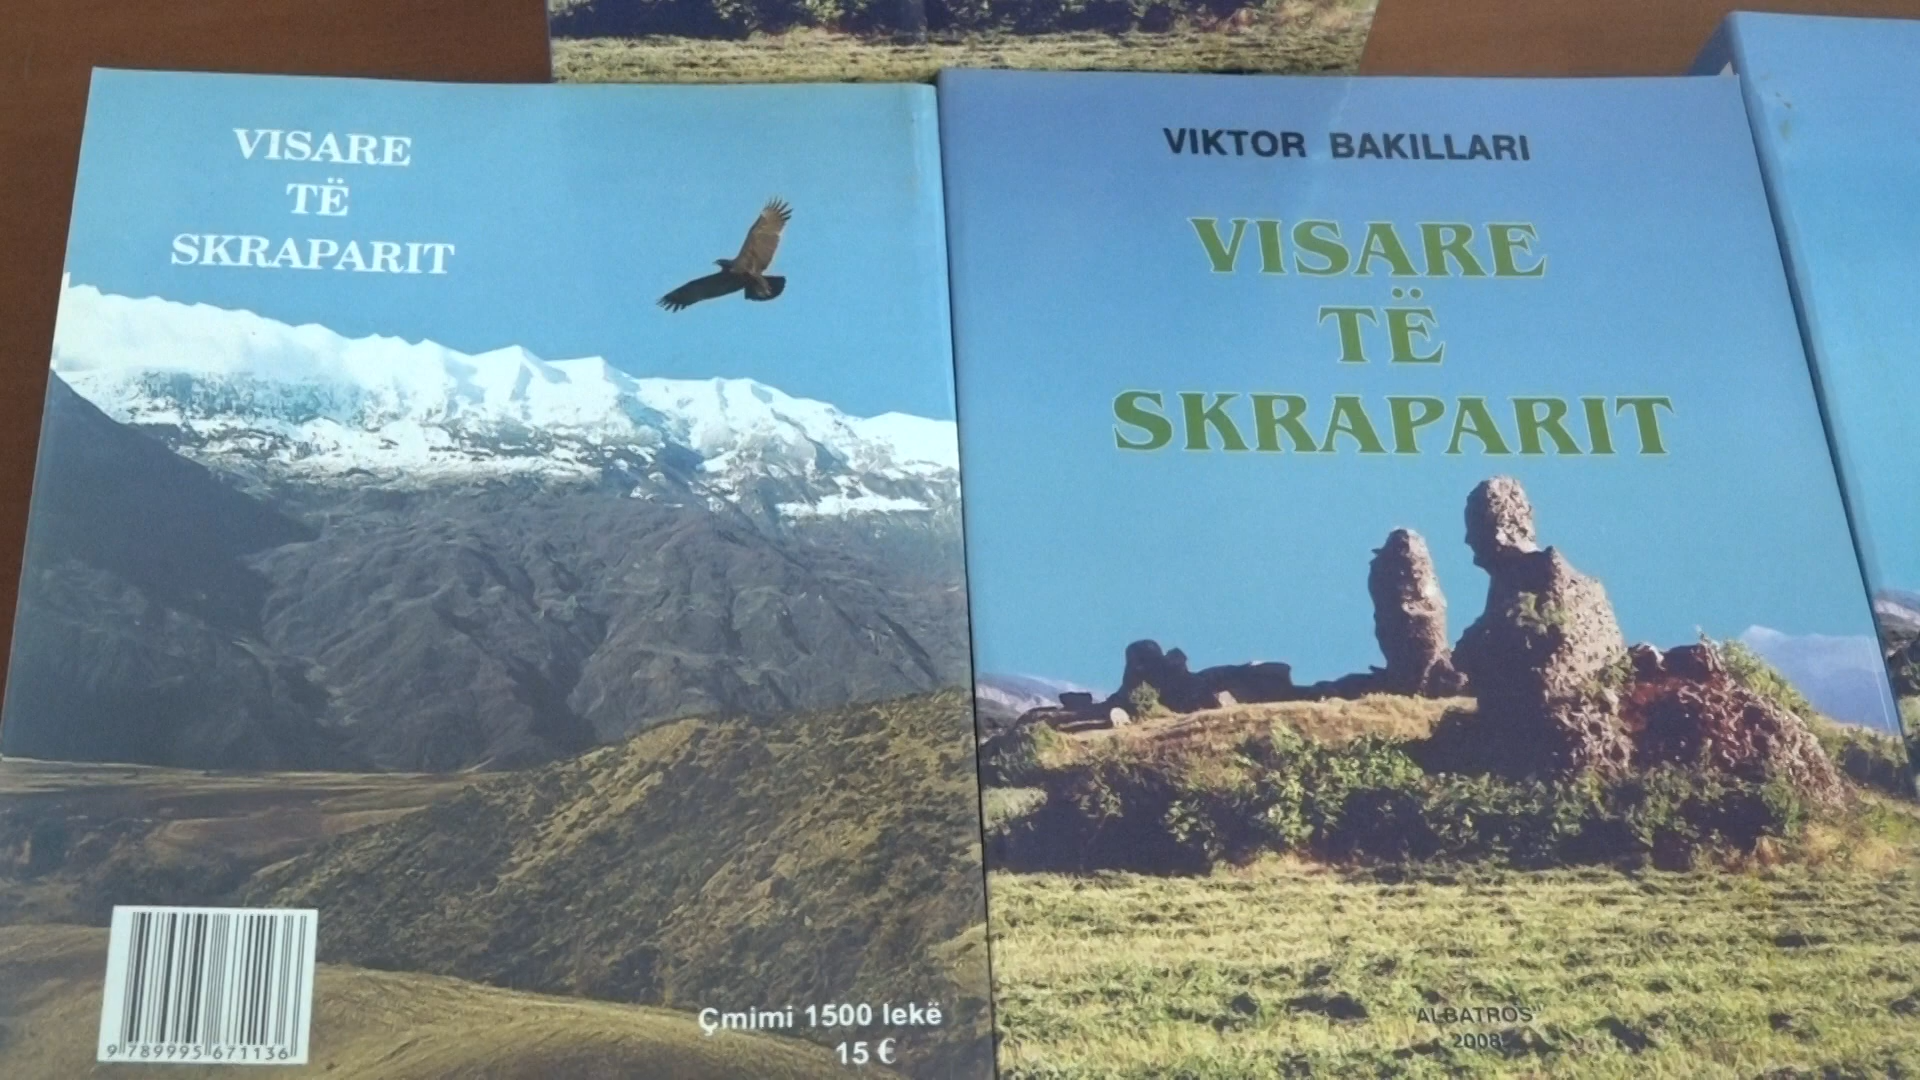 VISARE
TË
SKRAPARIT
9 789995 671136
Çmimi 1500 lekë
15 €
VIKTOR BAKILLARI
VISARE
TË
SKRAPARIT
"ALBATROS"
2008